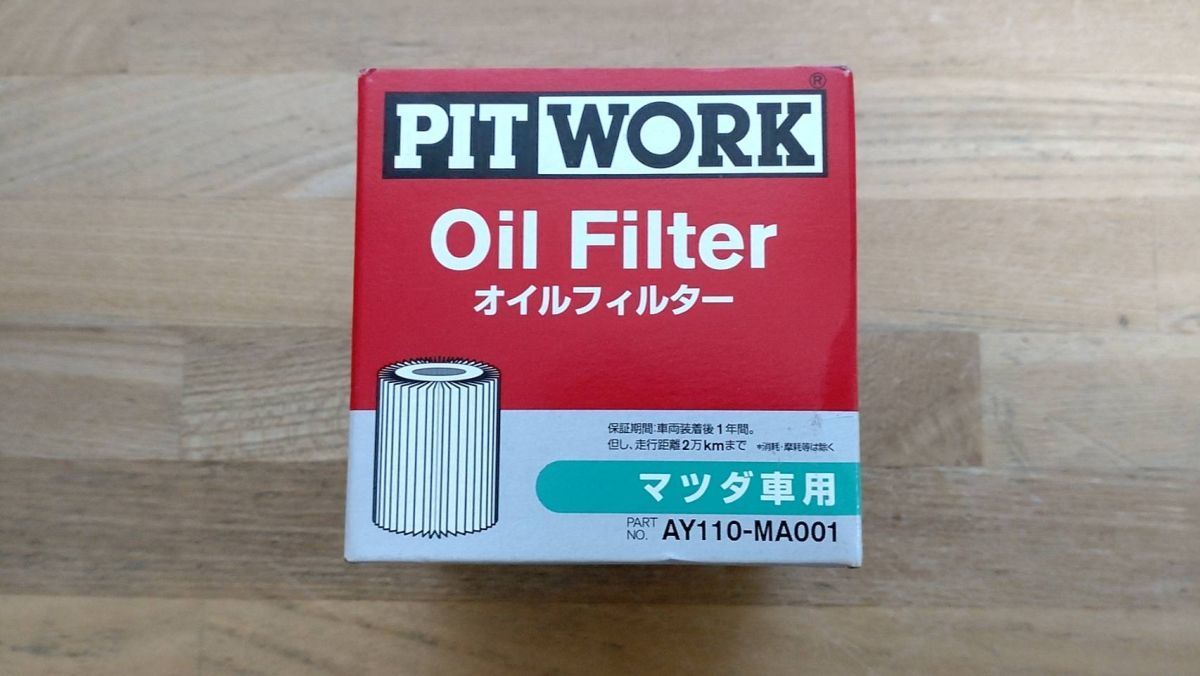 PIT WORK ®
Oil Filter
オイルフィルター
保証期間:車両装着後1年間。
但し、走行距離2万kmまで *消耗・摩耗等は除く
マツダ車用
PART NO. AY110-MA001